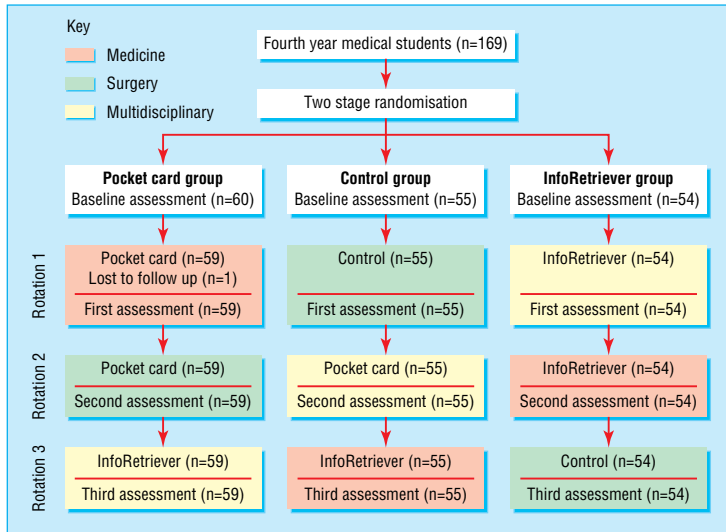 Key
Medicine
Surgery
Multidisciplinary
Fourth year medical students (n=169)
Two stage randomisation
Pocket card group
Baseline assessment (n=60)
Control group
Baseline assessment (n=55)
InfoRetriever group
Baseline assessment (n=54)
Rotation 1
Pocket card (n=59)
Lost to follow up (n=1)
First assessment (n=59)
Control (n=55)
First assessment (n=55)
InfoRetriever (n=54)
First assessment (n=54)
Rotation 2
Pocket card (n=59)
Second assessment (n=59)
Pocket card (n=55)
Second assessment (n=55)
InfoRetriever (n=54)
Second assessment (n=54)
Rotation 3
InfoRetriever (n=59)
Third assessment (n=59)
InfoRetriever (n=55)
Third assessment (n=55)
Control (n=54)
Third assessment (n=54)